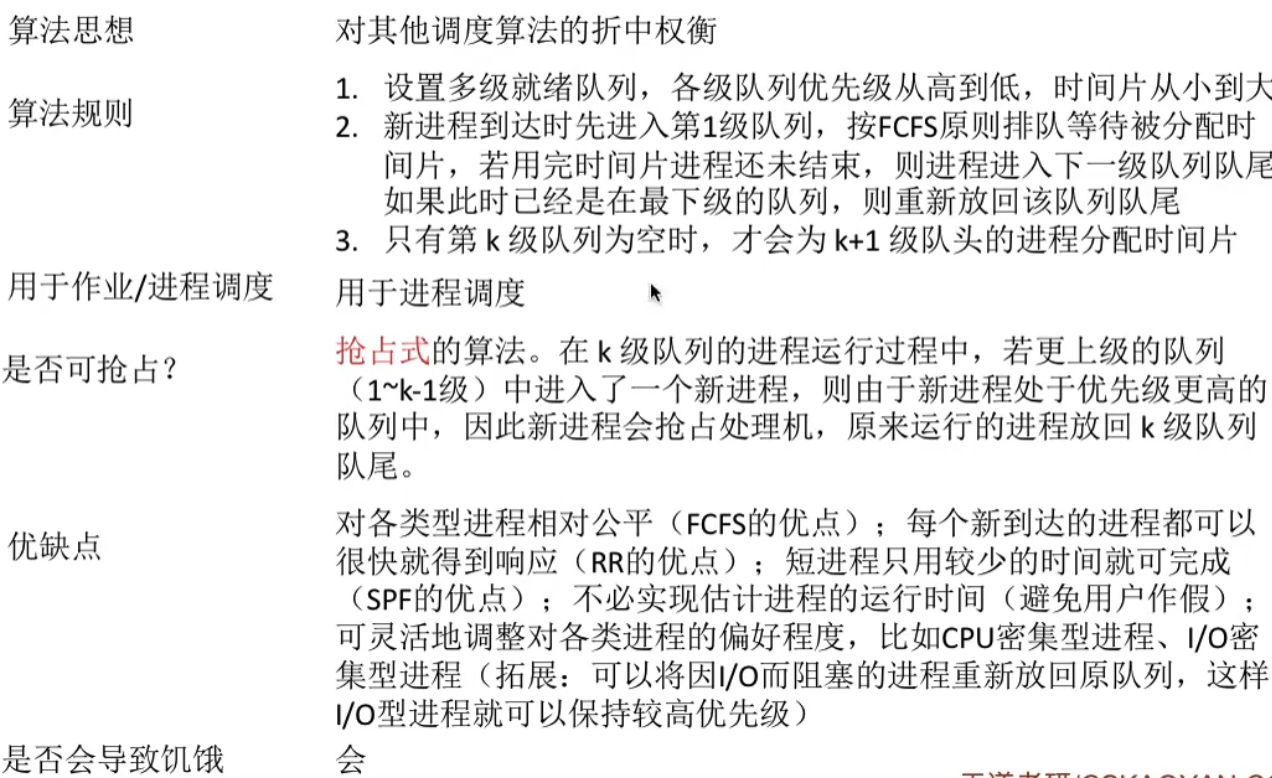 算法思想
对其他调度算法的折中权衡
算法规则
1. 设置多级就绪队列，各级队列优先级从高到低，时间片从小到大
2. 新进程到达时先进入第1级队列，按FCFS原则排队等待被分配时
间片，若用完时间片进程还未结束，则进程进入下一级队列队尾
如果此时已经是在最下级的队列，则重新放回该队列队尾
3. 只有第 k 级队列为空时，才会为 k+1 级队头的进程分配时间片
用于作业/进程调度
用于进程调度
是否可抢占？
抢占式的算法。在 k 级队列的进程运行过程中，若更上级的队列
（1~k-1级）中进入了一个新进程，则由于新进程处于优先级更高的
队列中，因此新进程会抢占处理机，原来运行的进程放回 k 级队列
队尾。
优缺点
对各类型进程相对公平（FCFS的优点）；每个新到达的进程都可以
很快就得到响应（RR的优点）；短进程只用较少的时间就可完成
（SPF的优点）；不必实现估计进程的运行时间（避免用户作假）；
可灵活地调整对各类进程的偏好程度，比如CPU密集型进程、I/O密
集型进程（拓展：可以将因I/O而阻塞的进程重新放回原队列，这样
I/O型进程就可以保持较高优先级）
是否会导致饥饿
会